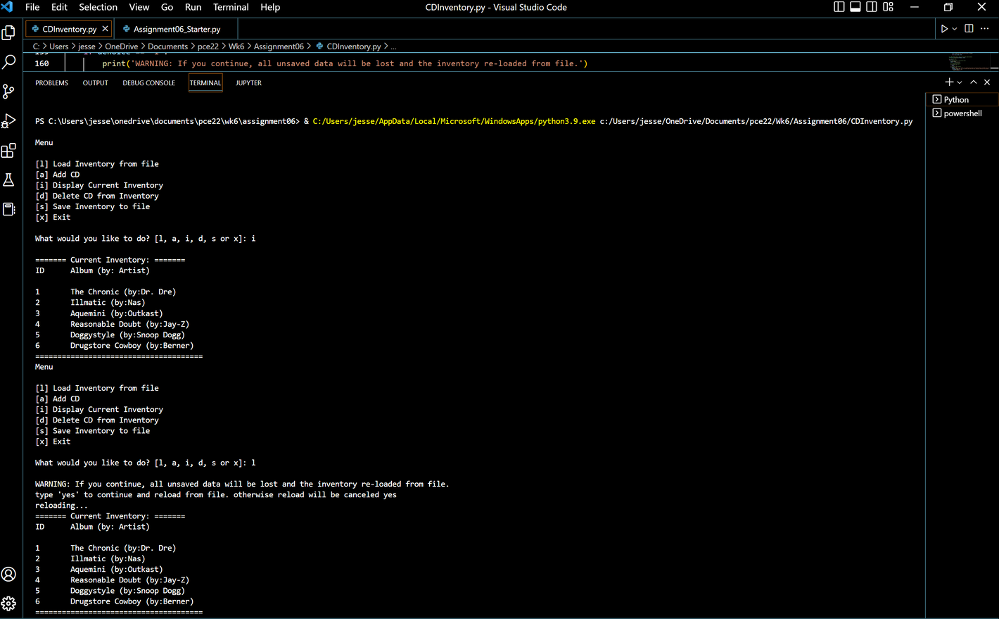 File Edit Selection View Go Run Terminal Help CDInventory.py - Visual Studio Code
CDInventory.py Assignment06_Starter.py
C: > Users > jesse > OneDrive > Documents > pce22 > Wk6 > Assignment06 > CDInventory.py > ...
160 print('WARNING: If you continue, all unsaved data will be lost and the inventory re-loaded from file.')
PROBLEMS OUTPUT DEBUG CONSOLE TERMINAL JUPYTER
Python
powershell
PS C:\Users\jesse\onedrive\documents\pce22\wk6\assignment06> & C:/Users/jesse/AppData/Local/Microsoft/WindowsApps/python3.9.exe c:/Users/jesse/OneDrive/Documents/pce22/Wk6/Assignment06/CDInventory.py
Menu
[l] Load Inventory from file
[a] Add CD
[i] Display Current Inventory
[d] Delete CD from Inventory
[s] Save Inventory to file
[x] Exit
What would you like to do? [l, a, i, d, s or x]: i
======= Current Inventory: =======
ID Album (by: Artist)
1 The Chronic (by:Dr. Dre)
2 Illmatic (by:Nas)
3 Aquemini (by:Outkast)
4 Reasonable Doubt (by:Jay-Z)
5 Doggystyle (by:Snoop Dogg)
6 Drugstore Cowboy (by:Berner)
======================================
Menu
[l] Load Inventory from file
[a] Add CD
[i] Display Current Inventory
[d] Delete CD from Inventory
[s] Save Inventory to file
[x] Exit
What would you like to do? [l, a, i, d, s or x]: l
WARNING: If you continue, all unsaved data will be lost and the inventory re-loaded from file.
type 'yes' to continue and reload from file. otherwise reload will be canceled yes
reloading...
======= Current Inventory: =======
ID Album (by: Artist)
1 The Chronic (by:Dr. Dre)
2 Illmatic (by:Nas)
3 Aquemini (by:Outkast)
4 Reasonable Doubt (by:Jay-Z)
5 Doggystyle (by:Snoop Dogg)
6 Drugstore Cowboy (by:Berner)
======================================